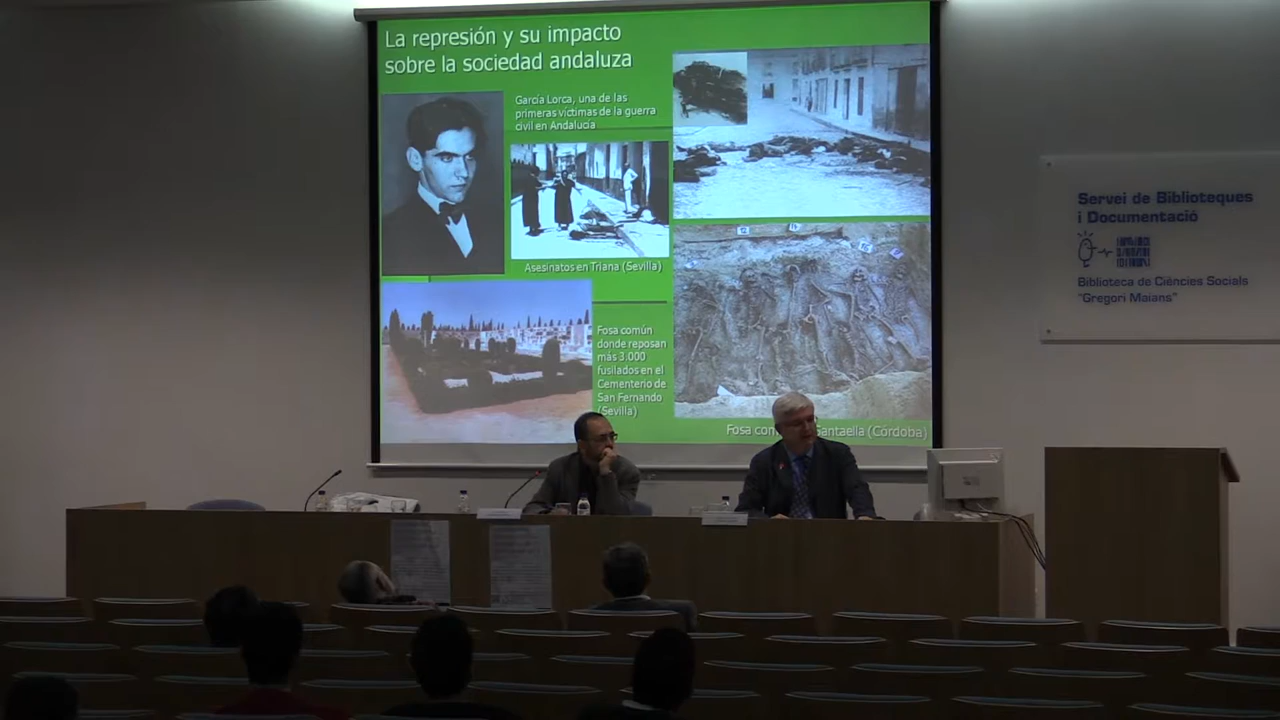 La represión y su impacto
sobre la sociedad andaluza
García Lorca, una de las
primeras víctimas de la guerra
civil en Andalucía
Asesinatos en Triana (Sevilla)
Fosa común
donde reposan
más 3.000
fusilados en el
Cementerio de
San Fernando
(Sevilla)
Fosa con Santaella (Córdoba)
Servei de Biblioteques
i Documentació
Biblioteca de Ciències Socials
"Gregori Maians"